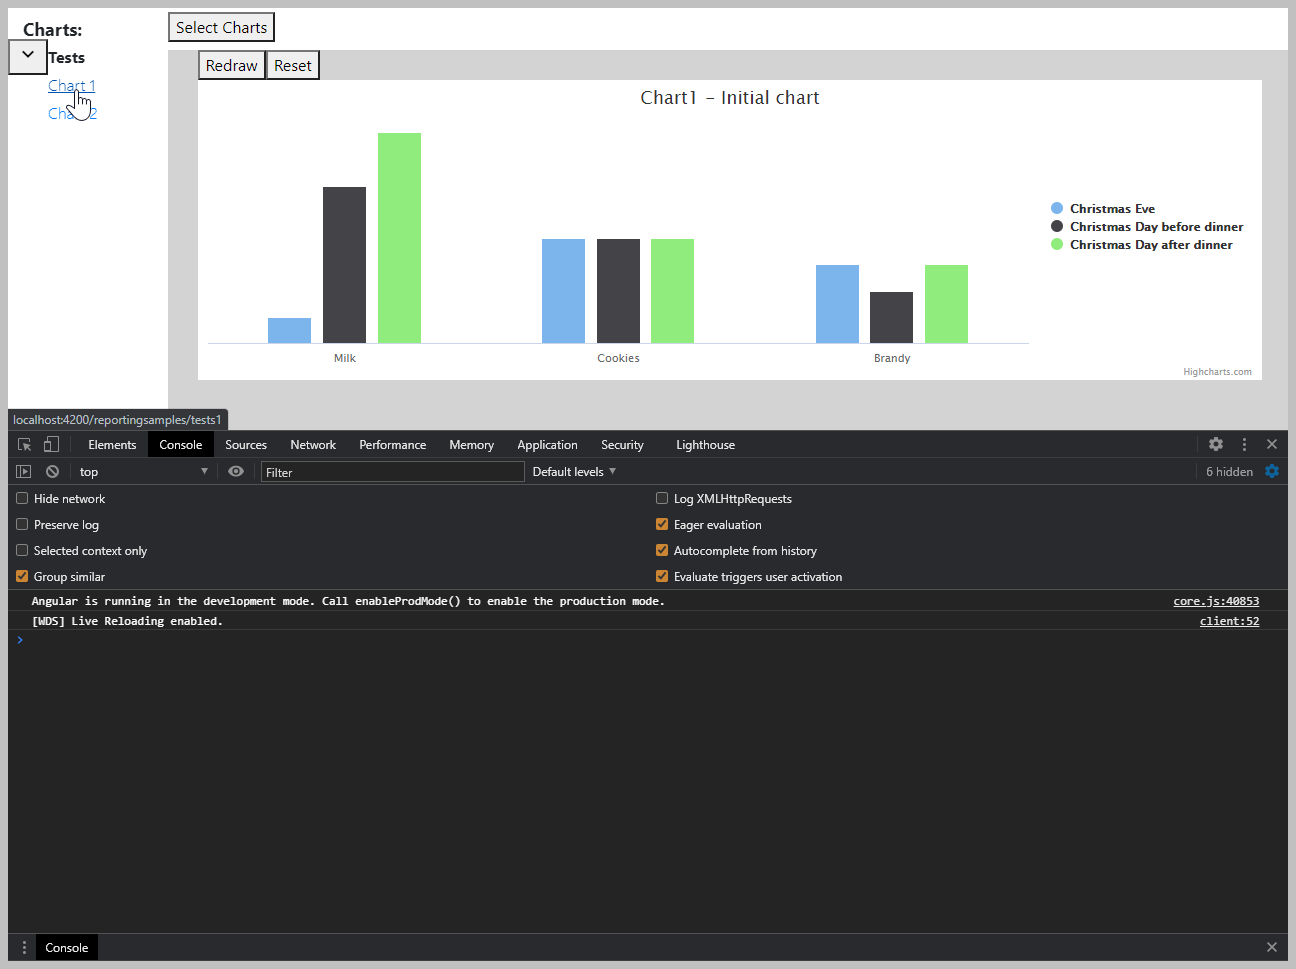 Charts:
Select Charts
Tests
Redraw
Reset
Chart 1
Chart1 - Initial chart
Christmas Eve
Christmas Day before dinner
Christmas Day after dinner
Milk
Cookies
Brandy
Highcharts.com
localhost:4200/reportingsamples/tests1
Elements Console Sources Network Performance Memory Application Security Lighthouse
top
Filter
Default levels
6 hidden
Hide network
Log XMLHttpRequests
Preserve log
Eager evaluation
Selected context only
Autocomplete from history
Group similar
Evaluate triggers user activation
Angular is running in the development mode. Call enableProdMode() to enable the production mode. core.js:40853
[WDS] Live Reloading enabled. client:52
Console